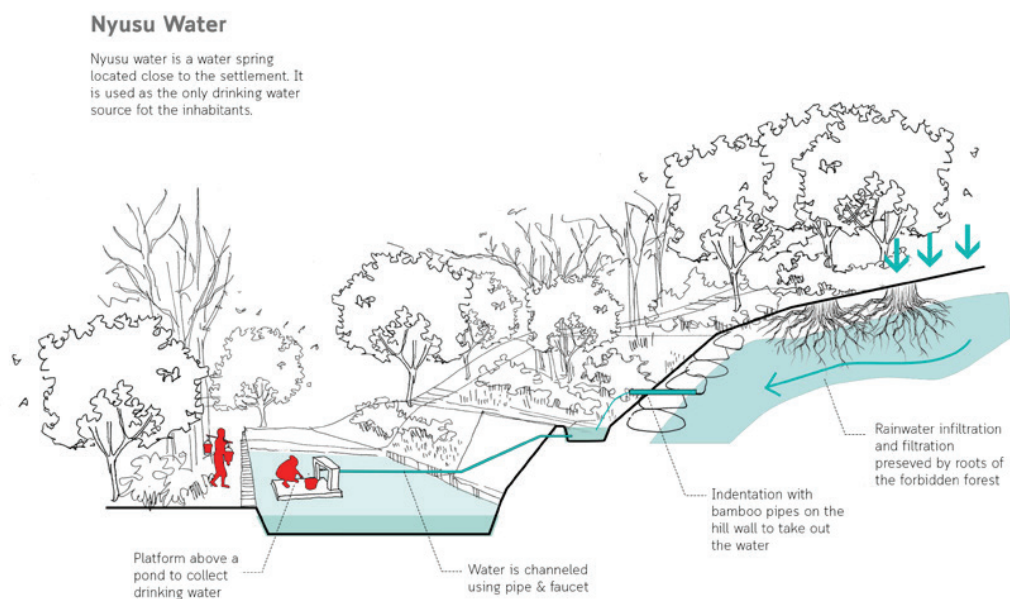 Nyusu Water
Nyusu water is a water spring
located close to the settlement. It
is used as the only drinking water
source fot the inhabitants.
Rainwater infiltration
and filtration
preseved by roots of
the forbidden forest
Indentation with
bamboo pipes on the
hill wall to take out
the water
Platform above a
pond to collect
drinking water
Water is channeled
using pipe & faucet